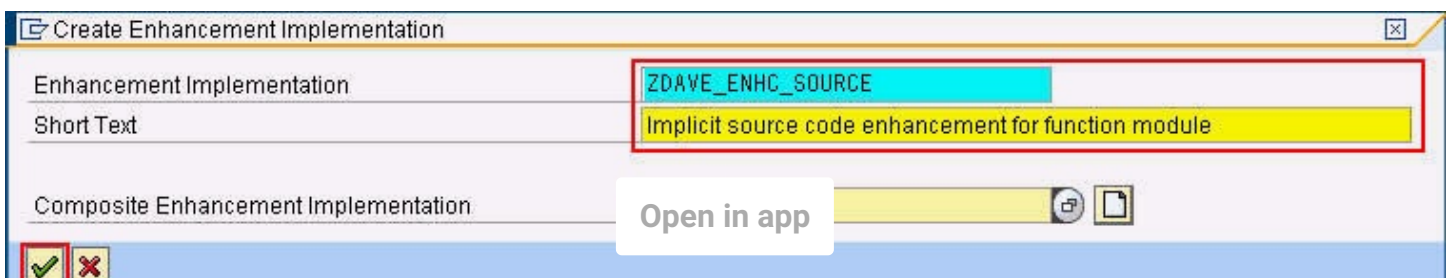 Create Enhancement Implementation
Enhancement Implementation ZDAVE_ENHC_SOURCE
Short Text Implicit source code enhancement for function module
Composite Enhancement Implementation
Open in app